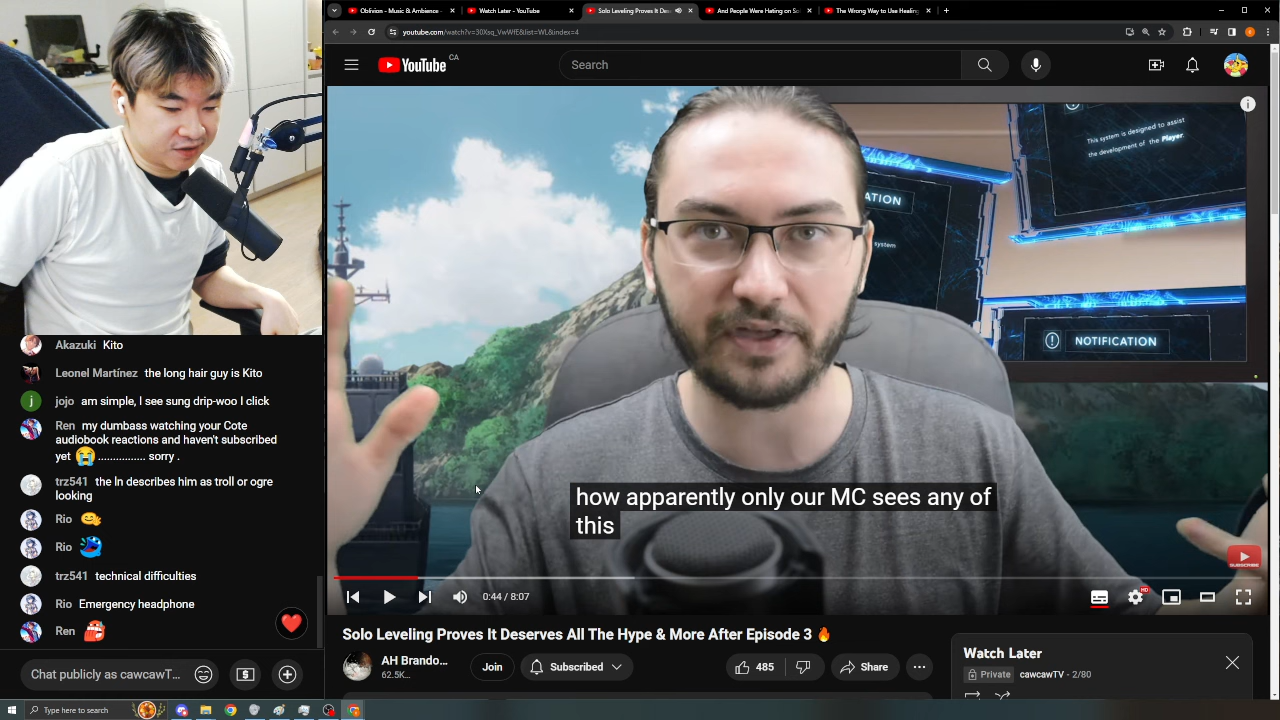 Oblivion - Music & Ambience -
Watch Later - YouTube
Solo Leveling Proves It Des
And People Were Hating on So
The Wrong Way to Use Healing
youtube.com/watch?v=30Xsq_VwWfE&list=WL&index=4
YouTube CA
Search
This system is designed to assist
the development of the Player.
ATION
system
NOTIFICATION
how apparently only our MC sees any of
this
SUBSCRIBE
0:44 / 8:07
HD
Solo Leveling Proves It Deserves All The Hype & More After Episode 3 🔥
AH Brando...
62.5K...
Join
Subscribed
485
Share
Watch Later
Private cawcawTV - 2/80
Akazuki Kito
Leonel Martínez the long hair guy is Kito
jojo am simple, I see sung drip-woo I click
Ren my dumbass watching your Cote
audiobook reactions and haven't subscribed
yet 😭 ................ sorry .
trz541 the ln describes him as troll or ogre
looking
Rio
Rio
trz541 technical difficulties
Rio Emergency headphone
Ren
Chat publicly as cawcawT...
Type here to search